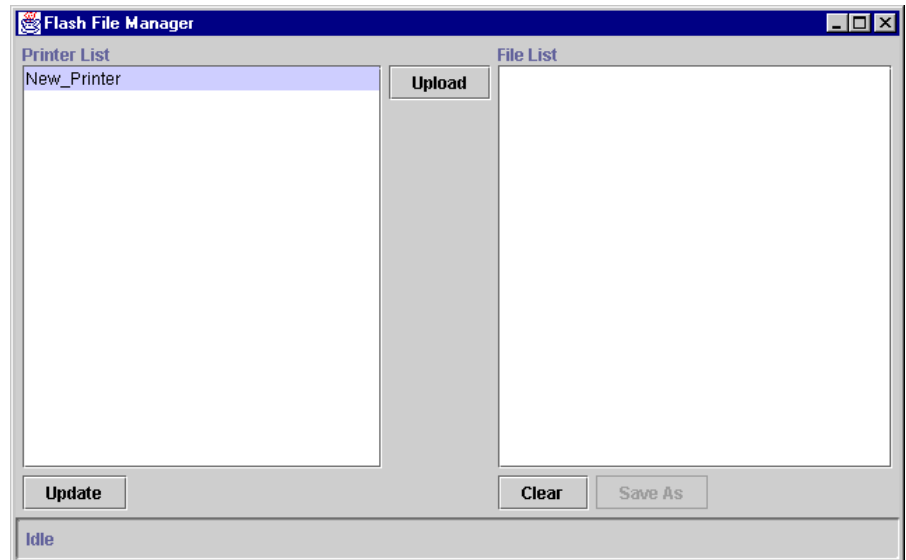 Flash File Manager
Printer List
File List
New_Printer
Upload
Update
Clear
Save As
Idle